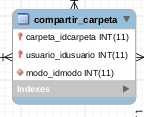 compartir_carpeta
carpeta_idcarpeta INT(11)
usuario_idusuario INT(11)
modo_idmodo INT(11)
Indexes